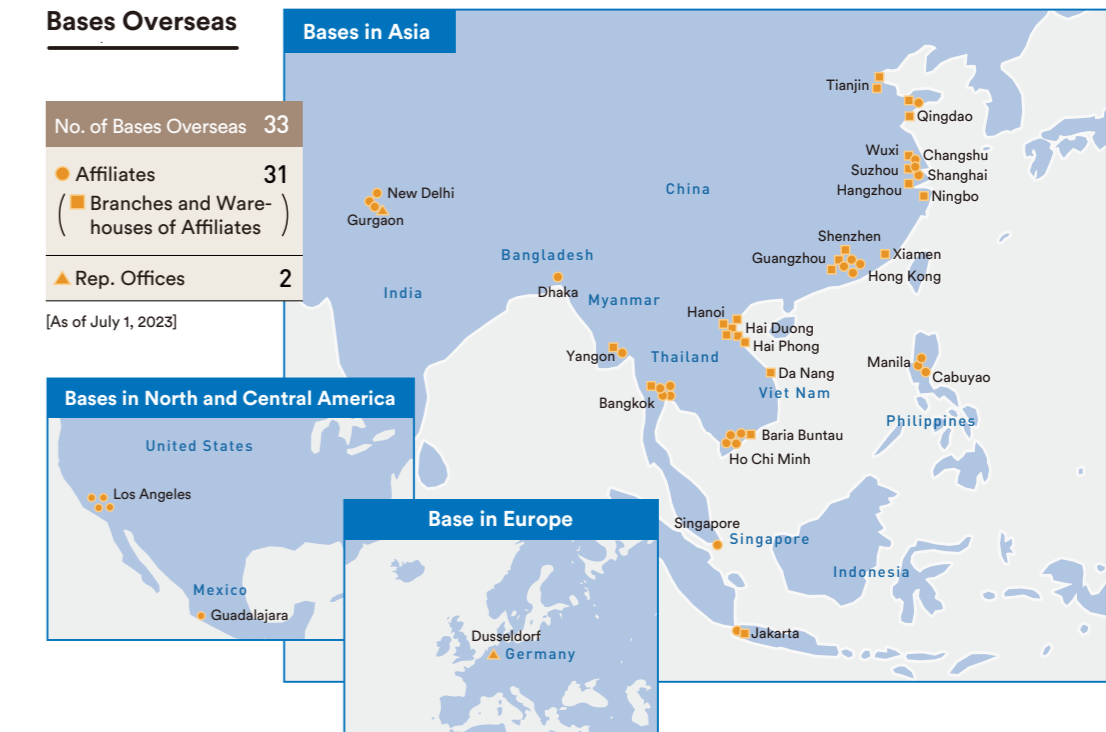 Bases Overseas
No. of Bases Overseas 33
Affiliates 31
( Branches and Ware-
houses of Affiliates )
Rep. Offices 2
[As of July 1, 2023]
Bases in Asia
Tianjin
Qingdao
Wuxi
Changshu
Suzhou
Shanghai
Hangzhou
Ningbo
China
New Delhi
Gurgaon
Shenzhen
Guangzhou
Xiamen
Hong Kong
Bangladesh
Dhaka
India
Myanmar
Hanoi
Hai Duong
Hai Phong
Yangon
Thailand
Da Nang
Viet Nam
Manila
Cabuyao
Bangkok
Philippines
Baria Buntau
Ho Chi Minh
Singapore
Singapore
Indonesia
Jakarta
Bases in North and Central America
United States
Los Angeles
Mexico
Guadalajara
Base in Europe
Dusseldorf
Germany